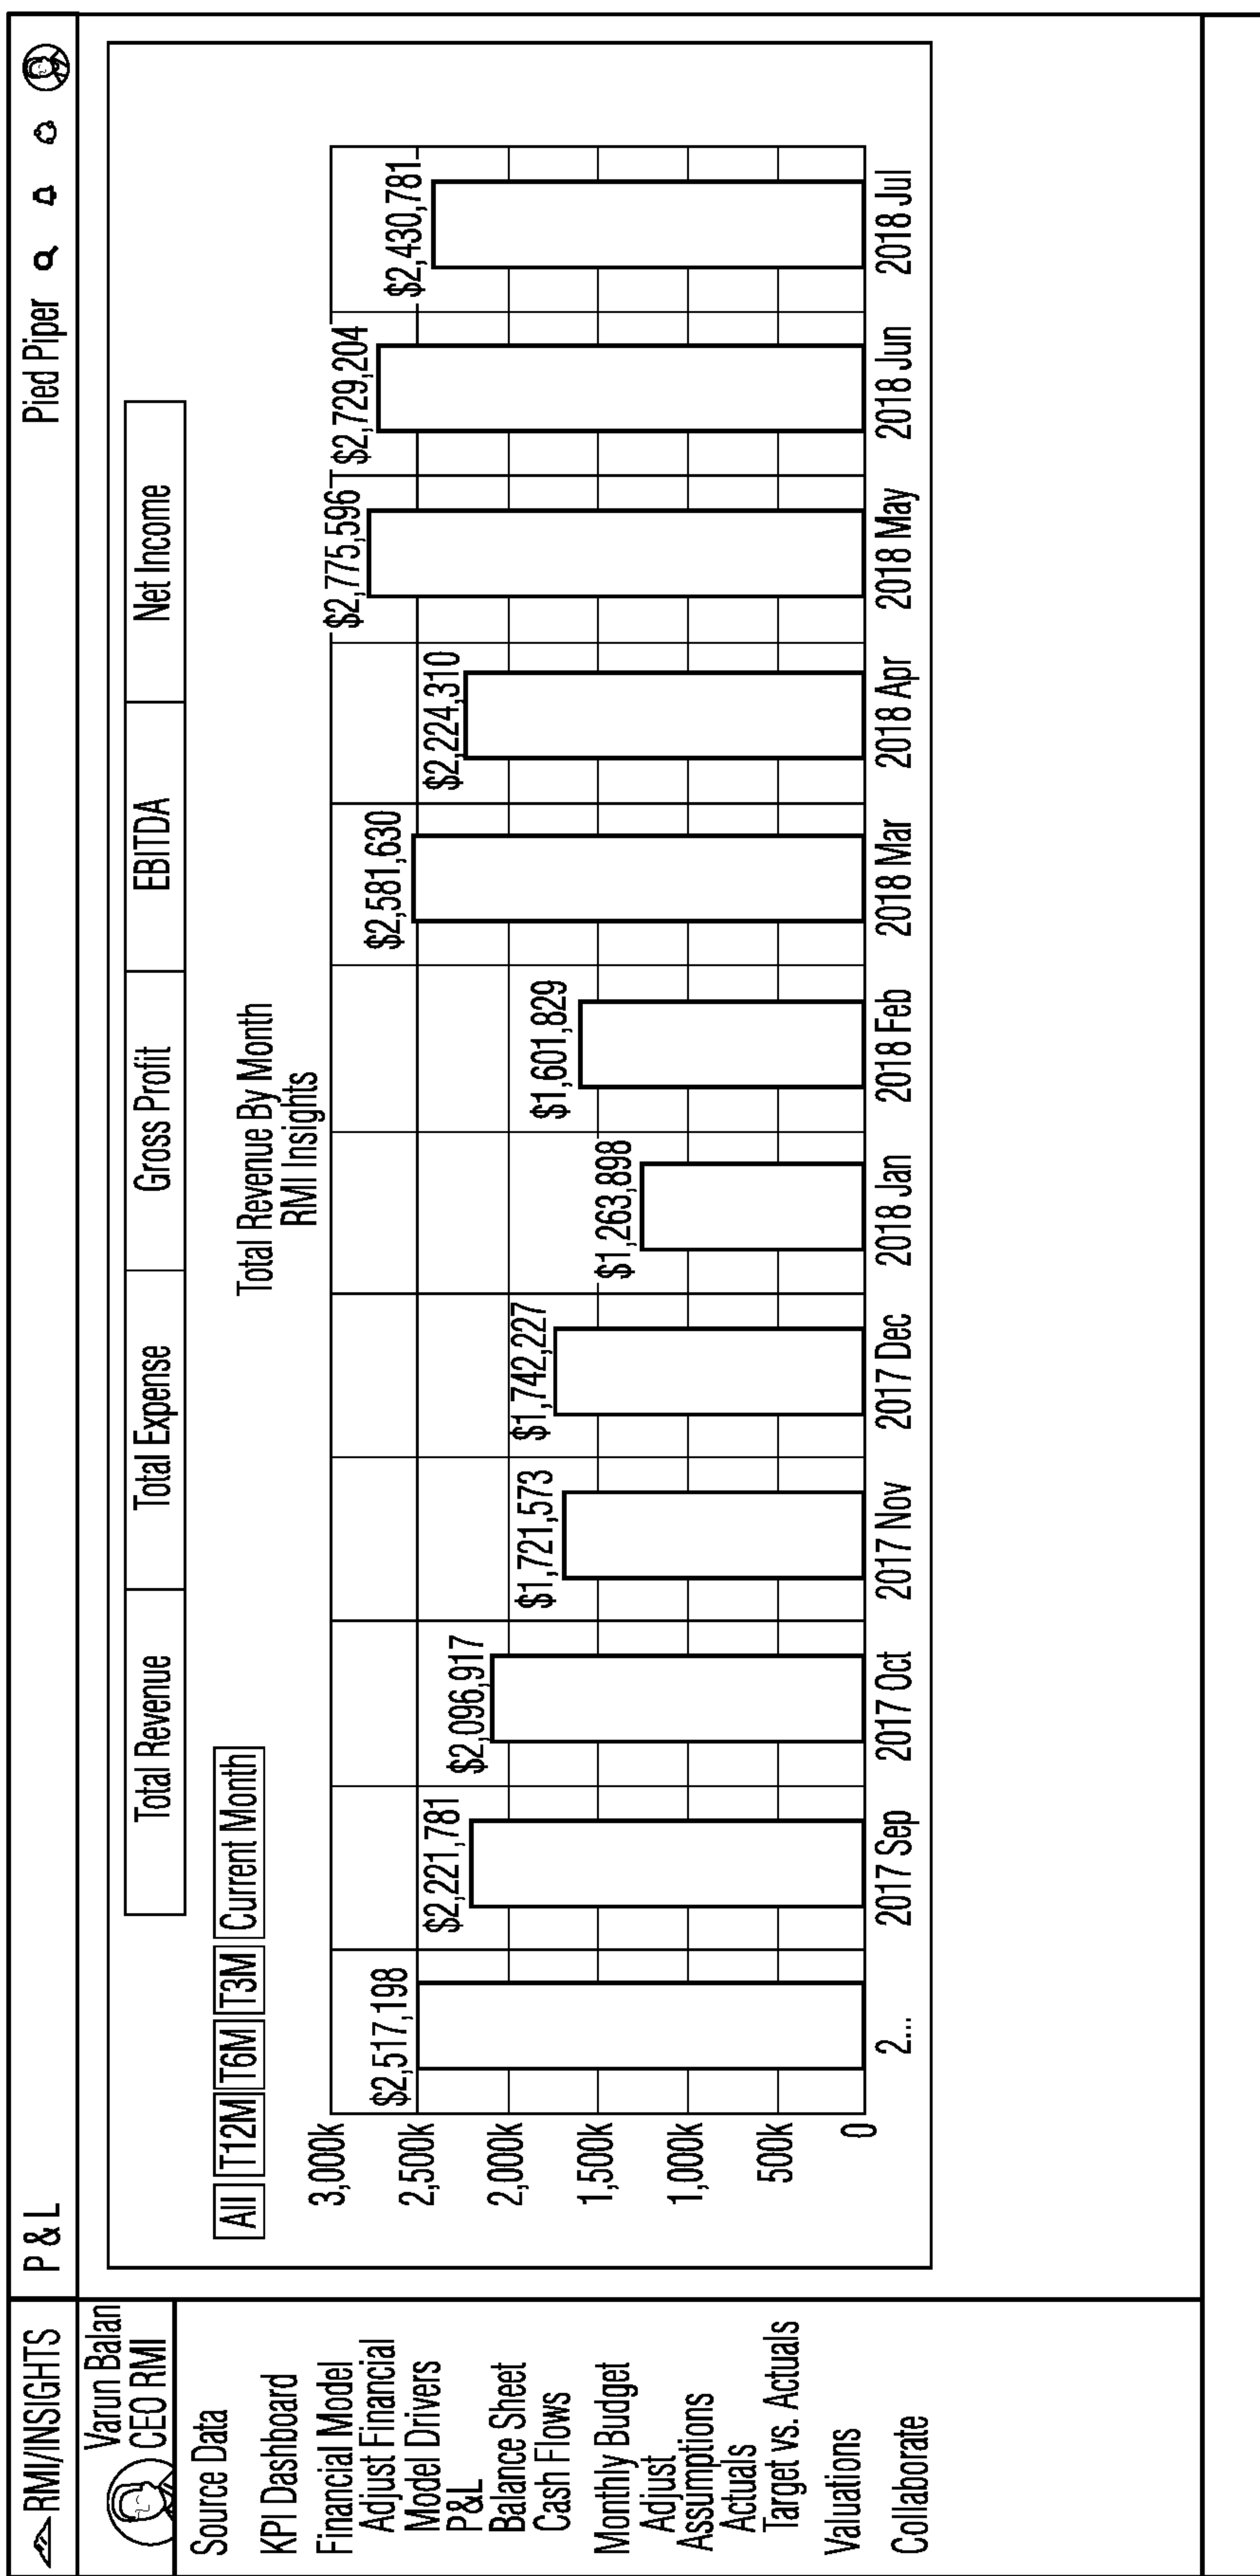 RMI/INSIGHTS
P & L
Pied Piper
Varun Balan
CEO RMI
Source Data
KPI Dashboard
Financial Model
Adjust Financial
Model Drivers
P&L
Balance Sheet
Cash Flows
Monthly Budget
Adjust
Assumptions
Actuals
Target vs. Actuals
Valuations
Collaborate
Total Revenue
Total Expense
Gross Profit
EBITDA
Net Income
All
T12M
T6M
T3M
Current Month
Total Revenue By Month
RMI Insights
3,000k
2,500k
2,000k
1,500k
1,000k
500k
0
$2,517,198
$2,221,781
$2,096,917
$1,721,573
$1,742,227
$1,263,898
$1,601,829
$2,581,630
$2,224,310
$2,775,596
$2,729,204
$2,430,781
2...
2017 Sep
2017 Oct
2017 Nov
2017 Dec
2018 Jan
2018 Feb
2018 Mar
2018 Apr
2018 May
2018 Jun
2018 Jul